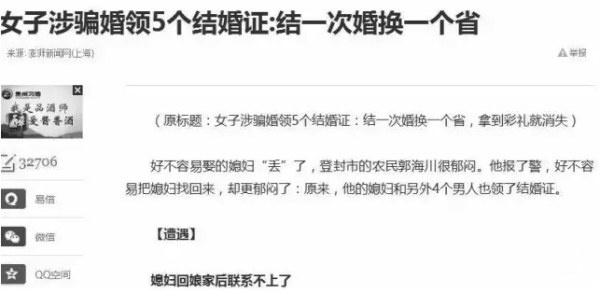 女子涉骗婚领5个结婚证:结一次婚换一个省
来源: 澎湃新闻网(上海)
举报
我是品酒师
爱酱香酒
(原标题：女子涉骗婚领5个结婚证：结一次婚换一个省，拿到彩礼就消失)
32706
好不容易娶的媳妇“丢”了，登封市的农民郭海川很郁闷。他报了警，好不容
易把媳妇找回来，却更郁闷了：原来，他的媳妇和另外4个男人也领了结婚证。
易信
微信
【遭遇】
QQ空间
媳妇回娘家后联系不上了